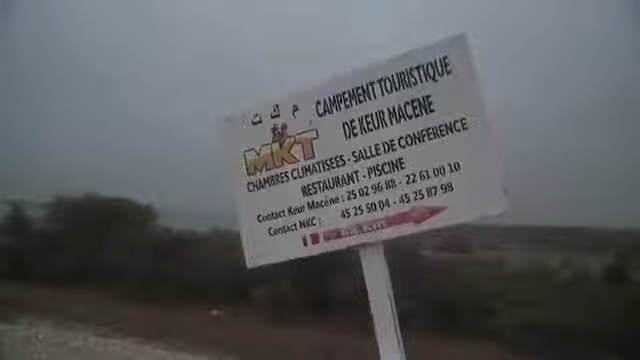 م ك ت
CAMPEMENT TOURISTIQUE
DE KEUR MACENE
MKT
CHAMBRES CLIMATISEES - SALLE DE CONFERENCE
RESTAURANT - PISCINE
Contact Keur Macène : 25 02 96 88 - 22 61 00 10
Contact NKC : 45 25 50 04 - 45 25 87 98